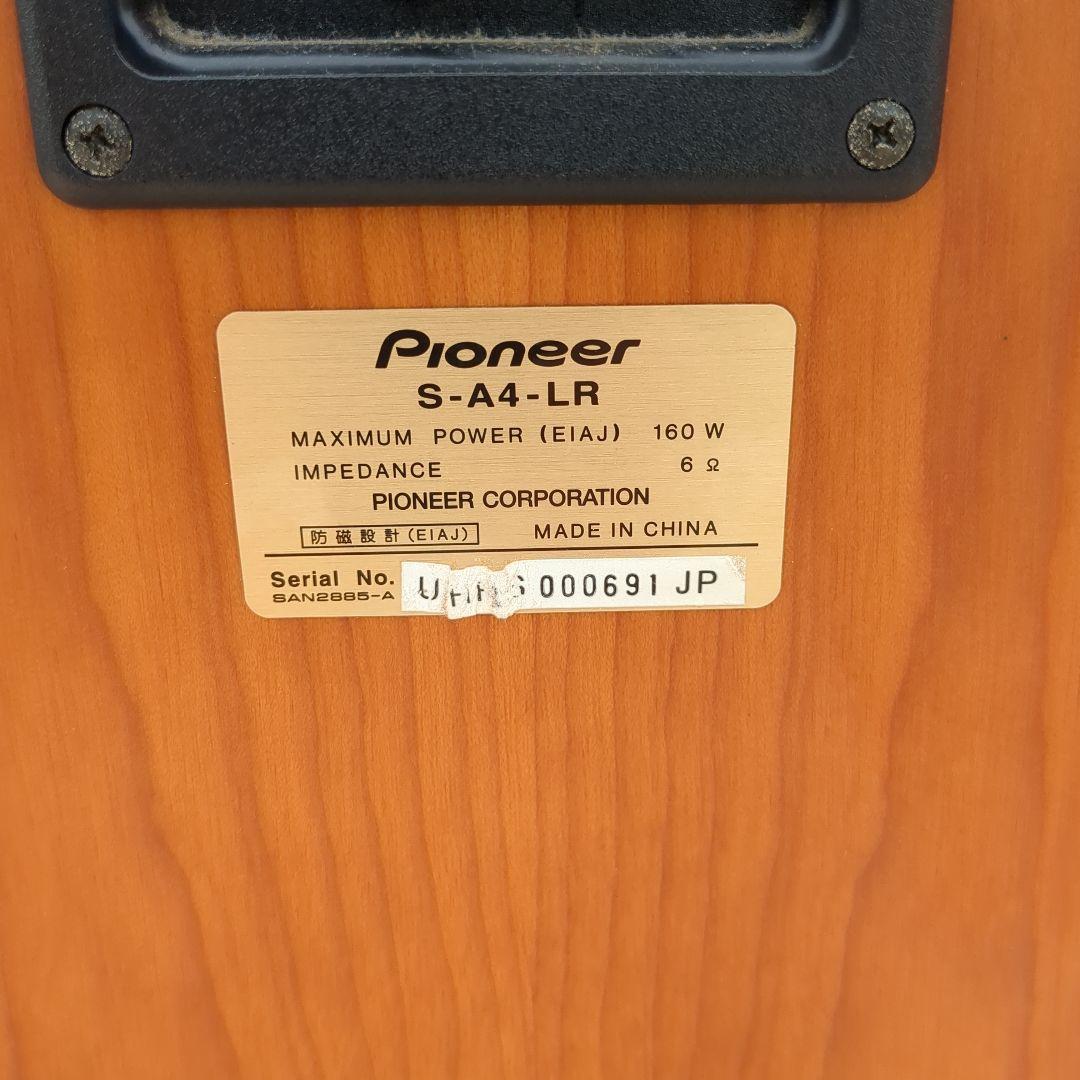 Pioneer
S-A4-LR
MAXIMUM POWER (EIAJ) 160 W
IMPEDANCE 6 Ω
PIONEER CORPORATION
防磁設計(EIAJ) MADE IN CHINA
Serial No. 000691 JP
SAN2885-A